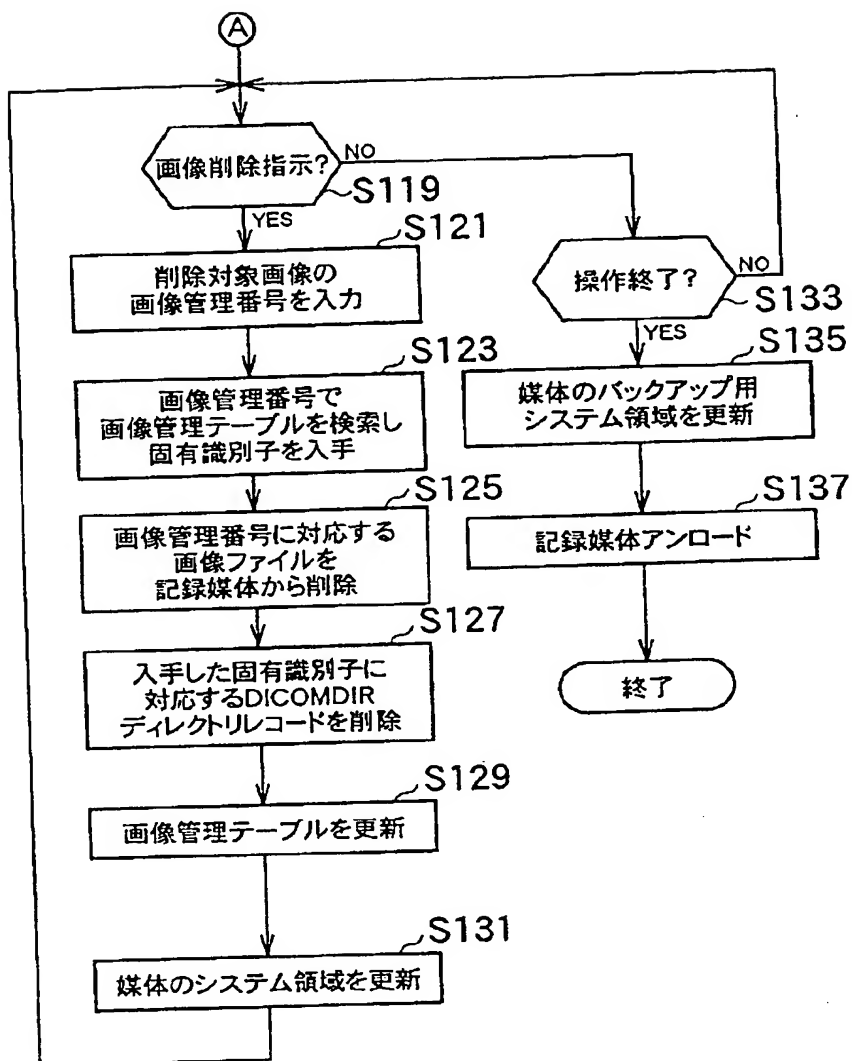 A
画像削除指示?
NO
S119
YES
S121
削除対象画像の
画像管理番号を入力
S123
画像管理番号で
画像管理テーブルを検索し
固有識別子を入手
S125
画像管理番号に対応する
画像ファイルを
記録媒体から削除
S127
入手した固有識別子に
対応するDICOMDIR
ディレクトリレコードを削除
S129
画像管理テーブルを更新
S131
媒体のシステム領域を更新
操作終了?
NO
S133
YES
S135
媒体のバックアップ用
システム領域を更新
S137
記録媒体アンロード
終了